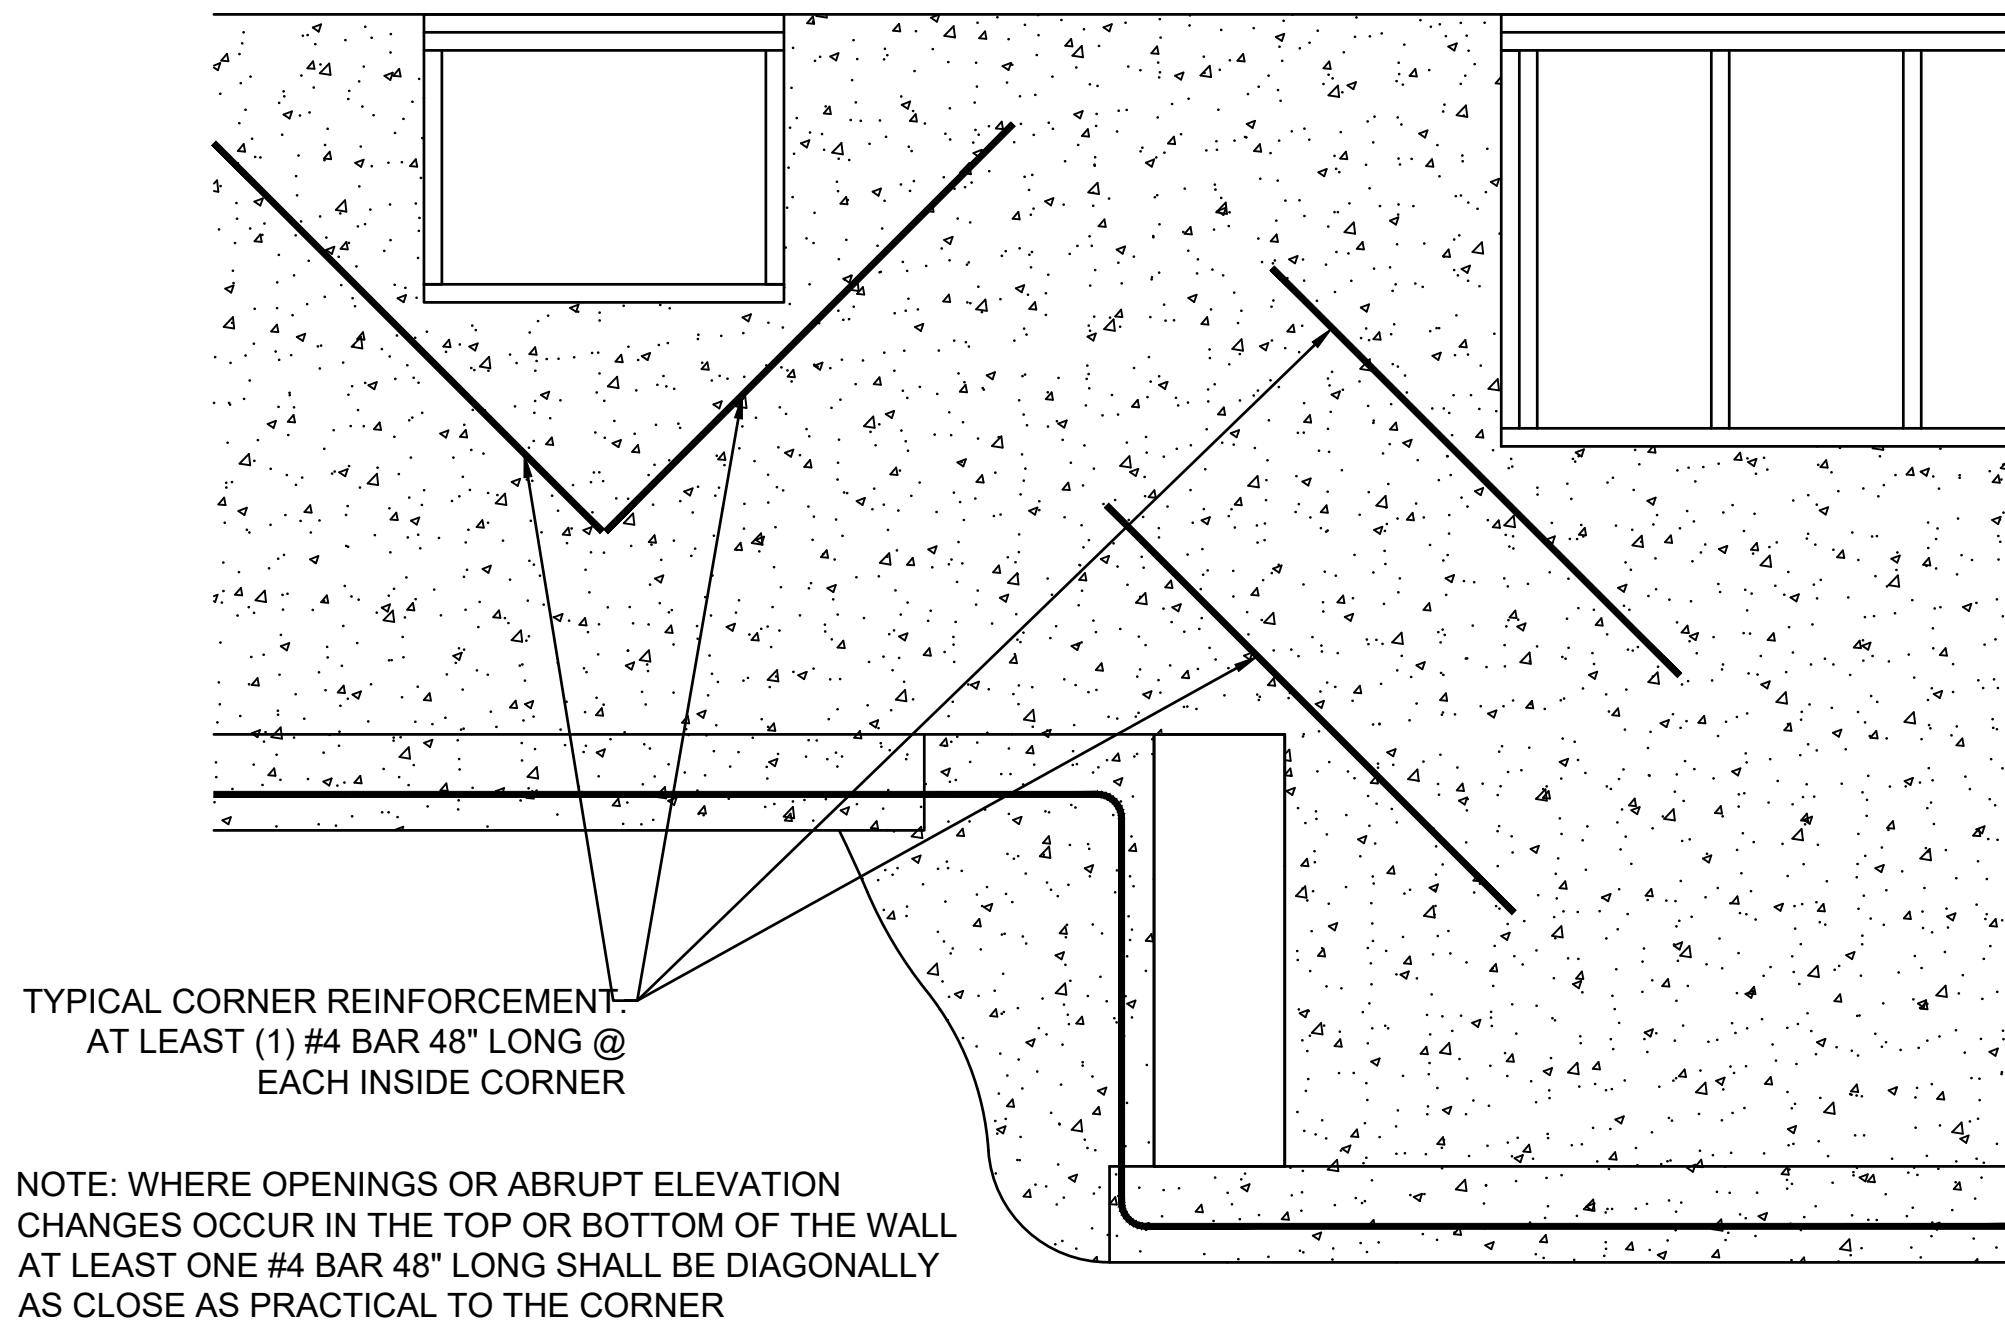 TYPICAL CORNER REINFORCEMENT.
AT LEAST (1) #4 BAR 48" LONG @
EACH INSIDE CORNER
NOTE: WHERE OPENINGS OR ABRUPT ELEVATION
CHANGES OCCUR IN THE TOP OR BOTTOM OF THE WALL
AT LEAST ONE #4 BAR 48" LONG SHALL BE DIAGONALLY
AS CLOSE AS PRACTICAL TO THE CORNER